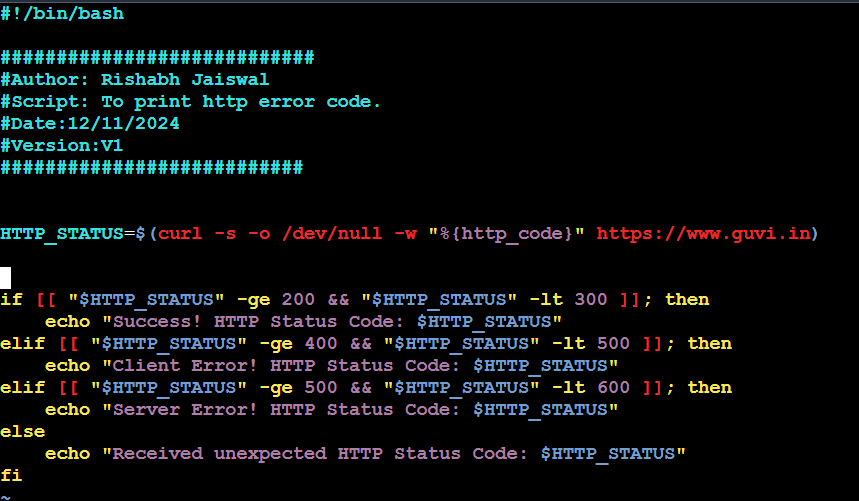 #!/bin/bash
############################
#Author: Rishabh Jaiswal
#Script: To print http error code.
#Date:12/11/2024
#Version:V1
###########################
HTTP_STATUS=$(curl -s -o /dev/null -w "%{http_code}" https://www.guvi.in)
if [[ "$HTTP_STATUS" -ge 200 && "$HTTP_STATUS" -lt 300 ]]; then
    echo "Success! HTTP Status Code: $HTTP_STATUS"
elif [[ "$HTTP_STATUS" -ge 400 && "$HTTP_STATUS" -lt 500 ]]; then
    echo "Client Error! HTTP Status Code: $HTTP_STATUS"
elif [[ "$HTTP_STATUS" -ge 500 && "$HTTP_STATUS" -lt 600 ]]; then
    echo "Server Error! HTTP Status Code: $HTTP_STATUS"
else
    echo "Received unexpected HTTP Status Code: $HTTP_STATUS"
fi
~